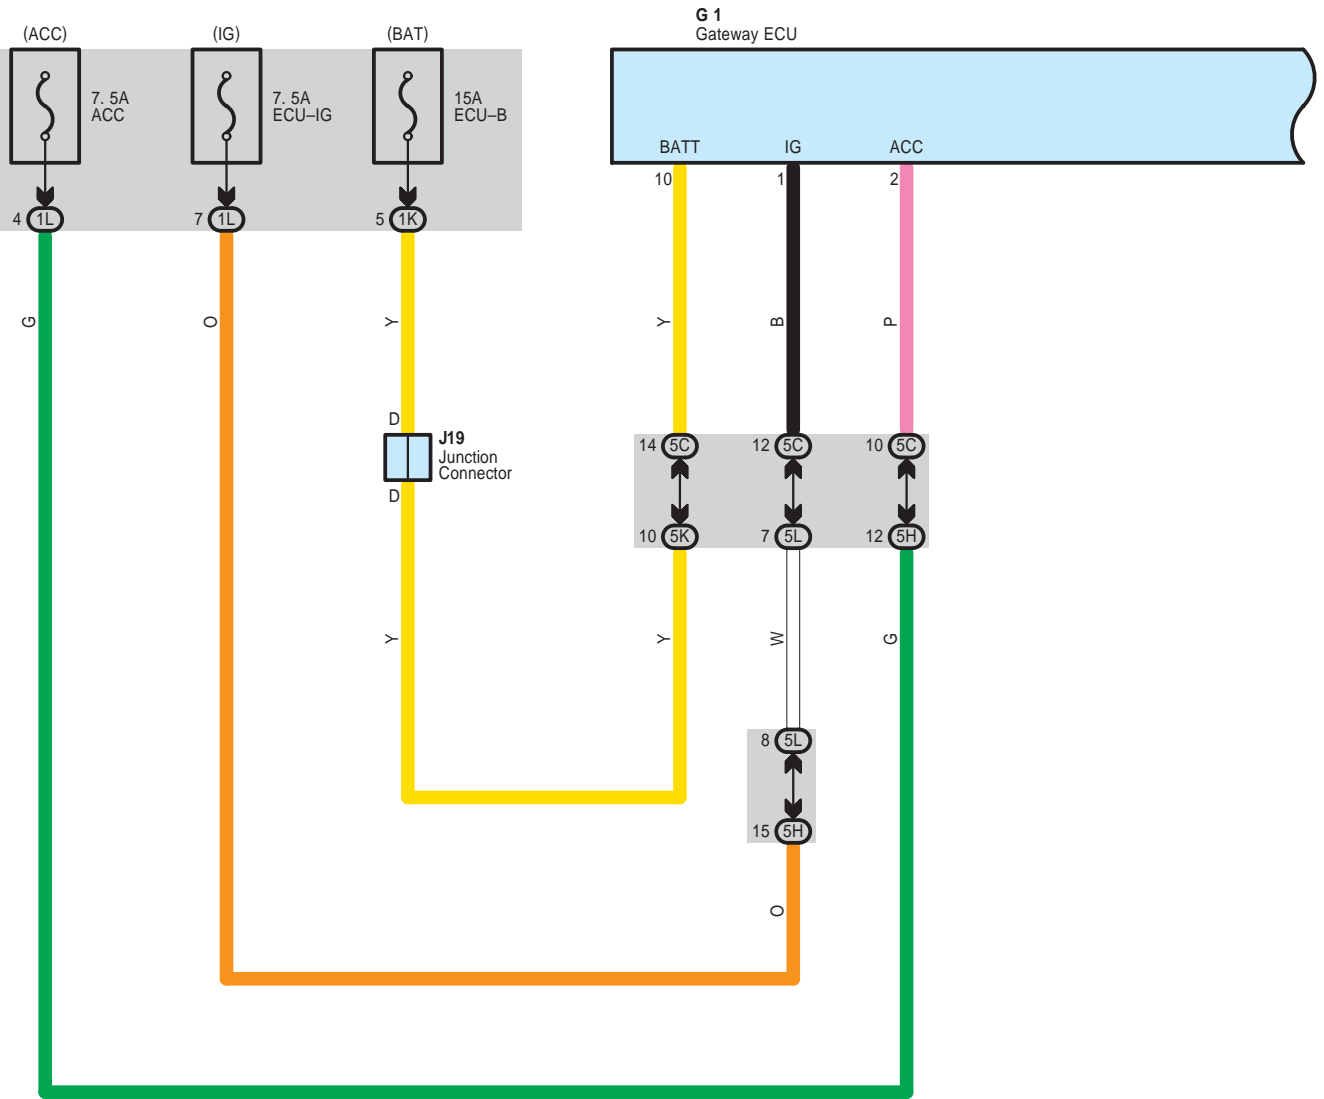 G 1
Gateway ECU
(ACC)
(IG)
(BAT)
7. 5A
ACC
7. 5A
ECU–IG
15A
ECU–B
BATT
IG
ACC
10
1
2
4
1L
7
1L
5
1K
G
O
Y
Y
B
P
D
J19
Junction
Connector
D
14
5C
12
5C
10
5C
10
5K
7
5L
12
5H
Y
Y
W
G
8
5L
15
5H
O